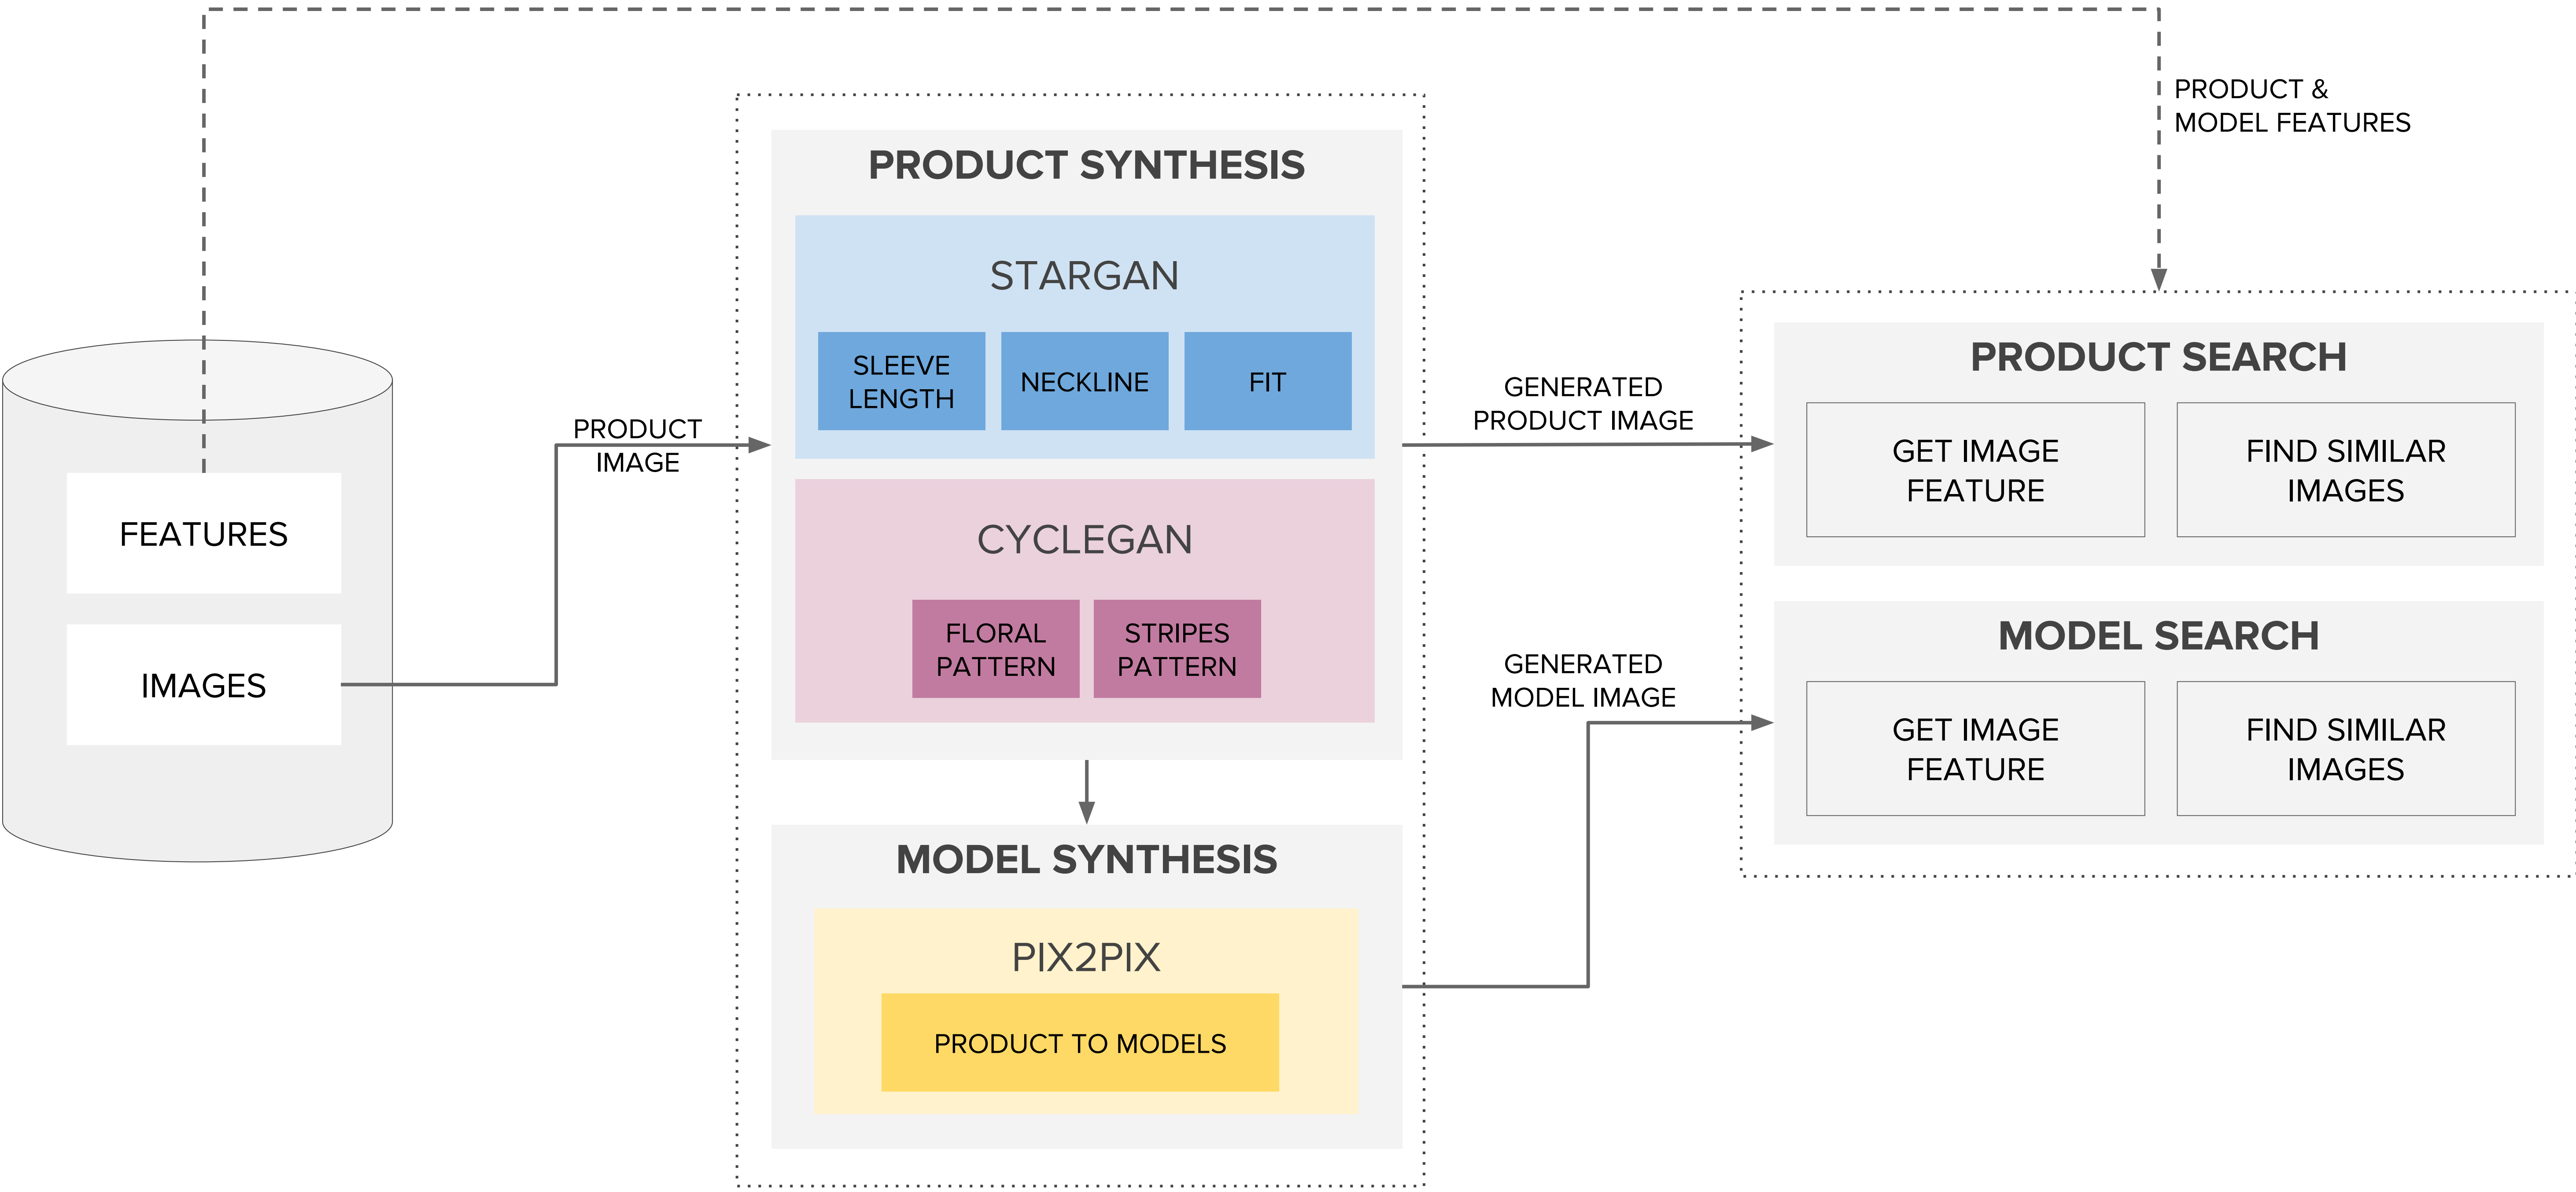 FEATURES
IMAGES
PRODUCT
IMAGE
PRODUCT SYNTHESIS
STARGAN
SLEEVE
LENGTH
NECKLINE
FIT
CYCLEGAN
FLORAL
PATTERN
STRIPES
PATTERN
MODEL SYNTHESIS
PIX2PIX
PRODUCT TO MODELS
GENERATED
PRODUCT IMAGE
GENERATED
MODEL IMAGE
PRODUCT &
MODEL FEATURES
PRODUCT SEARCH
GET IMAGE
FEATURE
FIND SIMILAR
IMAGES
MODEL SEARCH
GET IMAGE
FEATURE
FIND SIMILAR
IMAGES